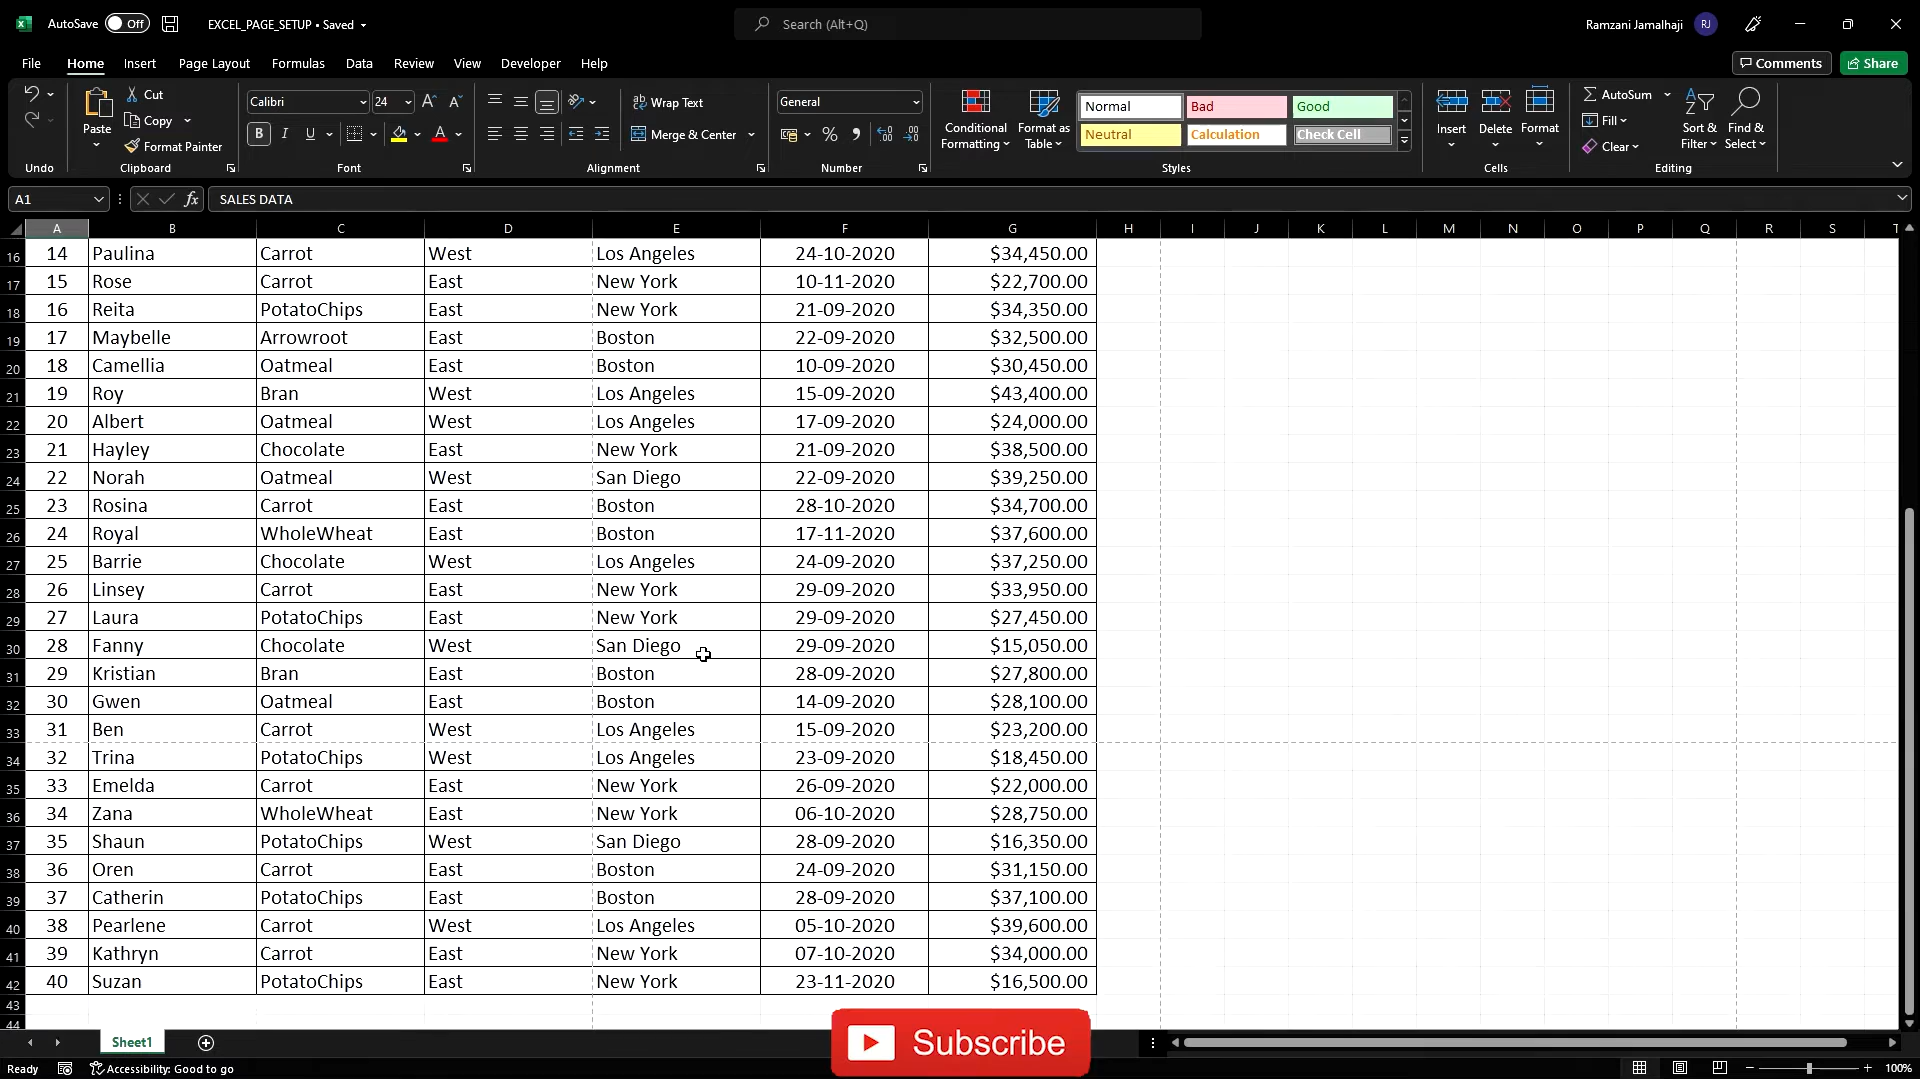 AutoSave Off EXCEL_PAGE_SETUP • Saved Search (Alt+Q) Ramzani Jamalhaji RJ
File Home Insert Page Layout Formulas Data Review View Developer Help Comments Share
Paste Cut Copy Format Painter
Calibri 24 B I U A
Wrap Text Merge & Center
General %
Conditional Formatting Format as Table
Normal Bad Good
Neutral Calculation Check Cell
Insert Delete Format
AutoSum Fill Clear Sort & Filter Find & Select
Undo Clipboard Font Alignment Number Styles Cells Editing
A1 fx SALES DATA
A B C D E F G H I J K L M N O P Q R S T
16 14 Paulina Carrot West Los Angeles 24-10-2020 $34,450.00
17 15 Rose Carrot East New York 10-11-2020 $22,700.00
18 16 Reita PotatoChips East New York 21-09-2020 $34,350.00
19 17 Maybelle Arrowroot East Boston 22-09-2020 $32,500.00
20 18 Camellia Oatmeal East Boston 10-09-2020 $30,450.00
21 19 Roy Bran West Los Angeles 15-09-2020 $43,400.00
22 20 Albert Oatmeal West Los Angeles 17-09-2020 $24,000.00
23 21 Hayley Chocolate East New York 21-09-2020 $38,500.00
24 22 Norah Oatmeal West San Diego 22-09-2020 $39,250.00
25 23 Rosina Carrot East Boston 28-10-2020 $34,700.00
26 24 Royal WholeWheat East Boston 17-11-2020 $37,600.00
27 25 Barrie Chocolate West Los Angeles 24-09-2020 $37,250.00
28 26 Linsey Carrot East New York 29-09-2020 $33,950.00
29 27 Laura PotatoChips East New York 29-09-2020 $27,450.00
30 28 Fanny Chocolate West San Diego 29-09-2020 $15,050.00
31 29 Kristian Bran East Boston 28-09-2020 $27,800.00
32 30 Gwen Oatmeal East Boston 14-09-2020 $28,100.00
33 31 Ben Carrot West Los Angeles 15-09-2020 $23,200.00
34 32 Trina PotatoChips West Los Angeles 23-09-2020 $18,450.00
35 33 Emelda Carrot East New York 26-09-2020 $22,000.00
36 34 Zana WholeWheat East New York 06-10-2020 $28,750.00
37 35 Shaun PotatoChips West San Diego 28-09-2020 $16,350.00
38 36 Oren Carrot East Boston 24-09-2020 $31,150.00
39 37 Catherin PotatoChips East Boston 28-09-2020 $37,100.00
40 38 Pearlene Carrot West Los Angeles 05-10-2020 $39,600.00
41 39 Kathryn Carrot East New York 07-10-2020 $34,000.00
42 40 Suzan PotatoChips East New York 23-11-2020 $16,500.00
43
44
Sheet1 Subscribe
Ready Accessibility: Good to go 100%